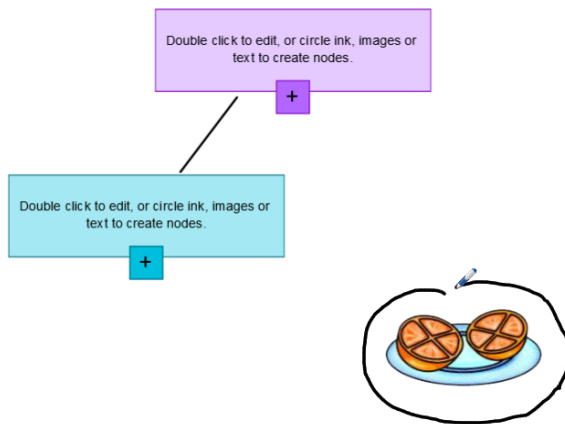 Double click to edit, or circle ink, images or
text to create nodes.
+
Double click to edit, or circle ink, images or
text to create nodes.
+